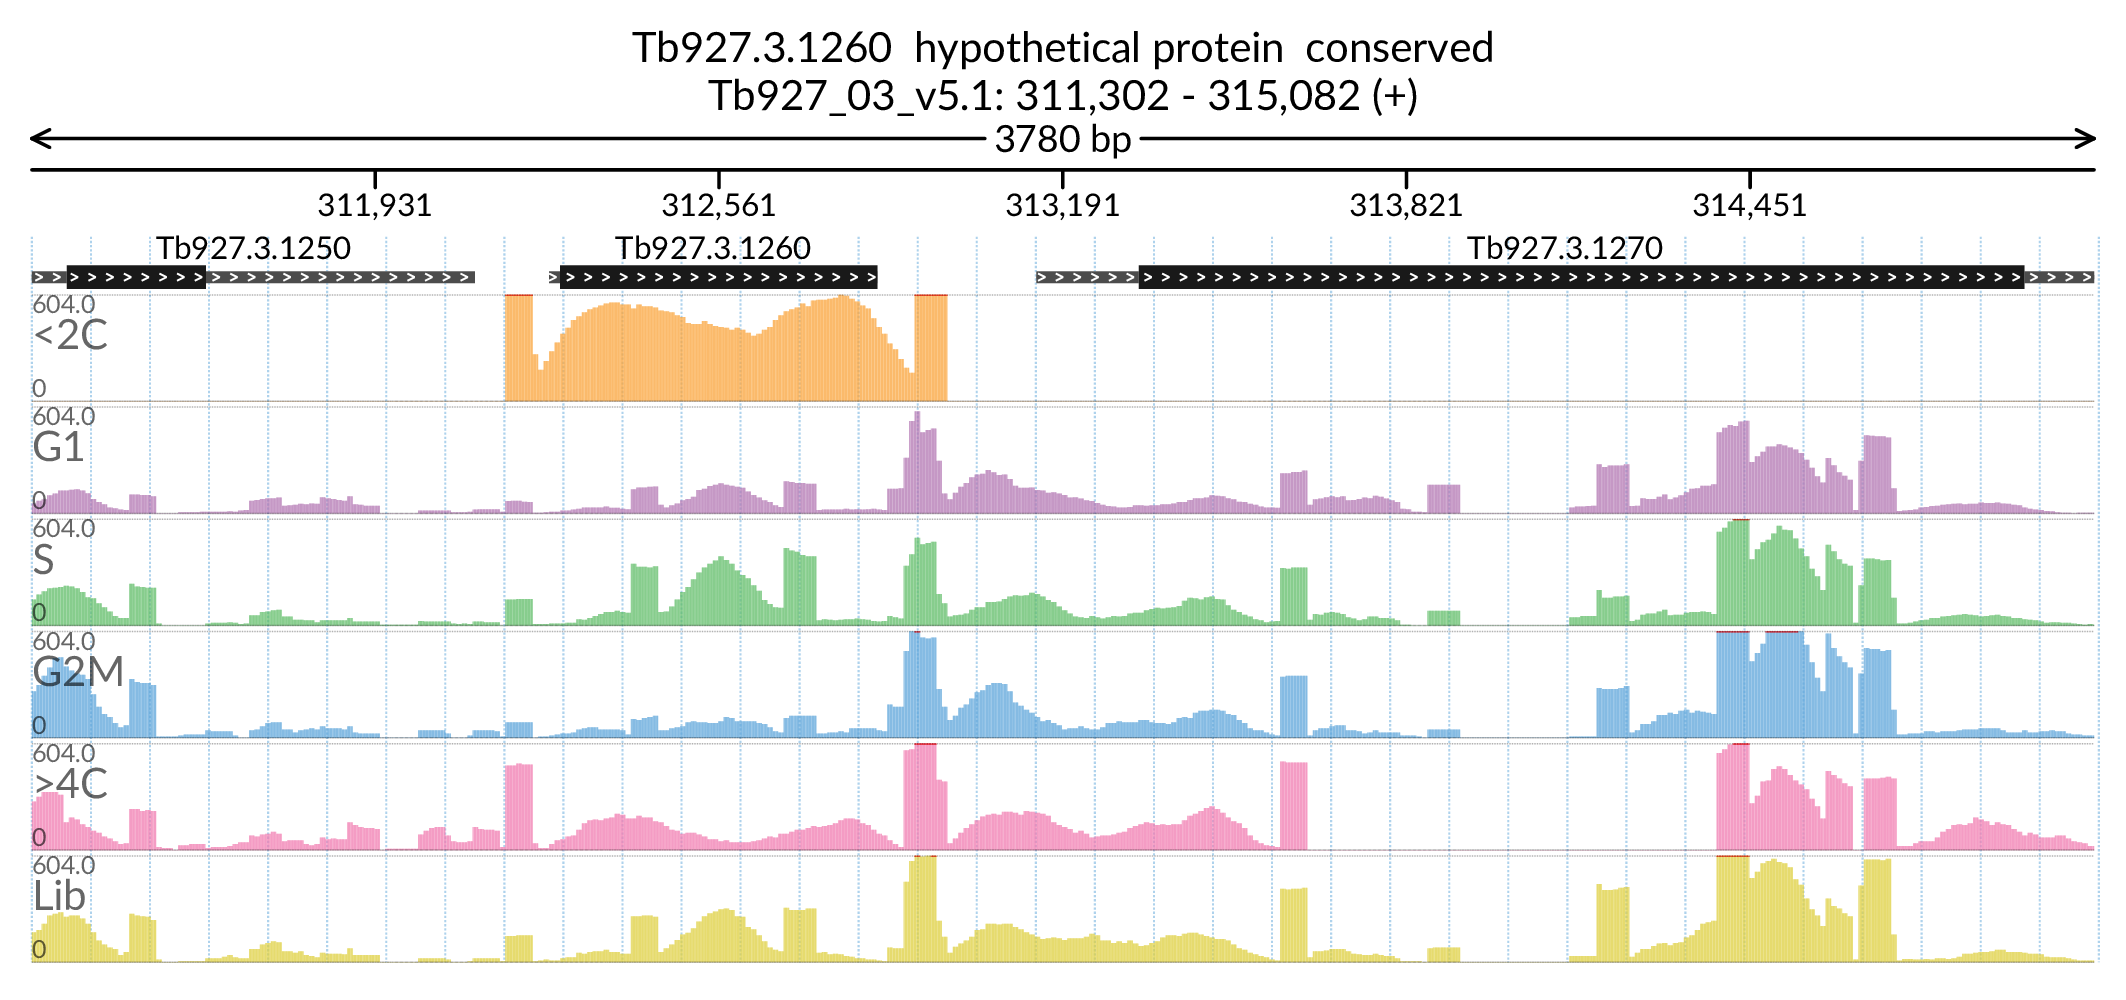 Tb927.3.1260 hypothetical protein conserved
Tb927_03_v5.1: 311,302 - 315,082 (+)
3780 bp
311,931 312,561 313,191 313,821 314,451
Tb927.3.1250 Tb927.3.1260 Tb927.3.1270
604.0
<2C
0
604.0
G1
0
604.0
S
0
604.0
G2M
0
604.0
>4C
0
604.0
Lib
0